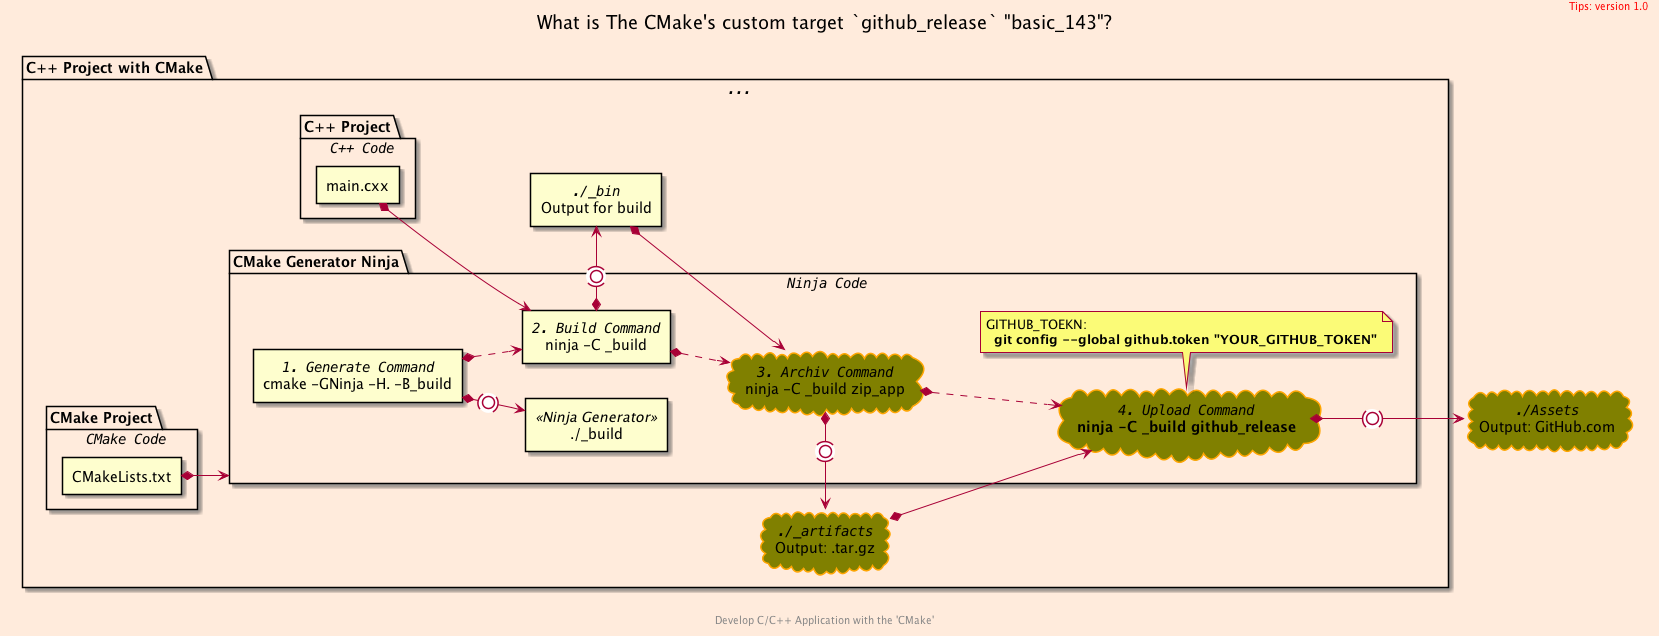 Tips: version 1.0
What is The CMake's custom target `github_release` "basic_143"?
C++ Project with CMake
...
C++ Project
C++ Code
main.cxx
./_bin
Output for build
CMake Generator Ninja
Ninja Code
2. Build Command
ninja -C _build
GITHUB_TOEKN:
git config --global github.token "YOUR_GITHUB_TOKEN"
1. Generate Command
cmake -GNinja -H. -B_build
3. Archiv Command
ninja -C _build zip_app
«Ninja Generator»
./_build
4. Upload Command
ninja -C _build github_release
./Assets
Output: GitHub.com
CMake Project
CMake Code
CMakeLists.txt
./_artifacts
Output: .tar.gz
Develop C/C++ Application with the 'CMake'